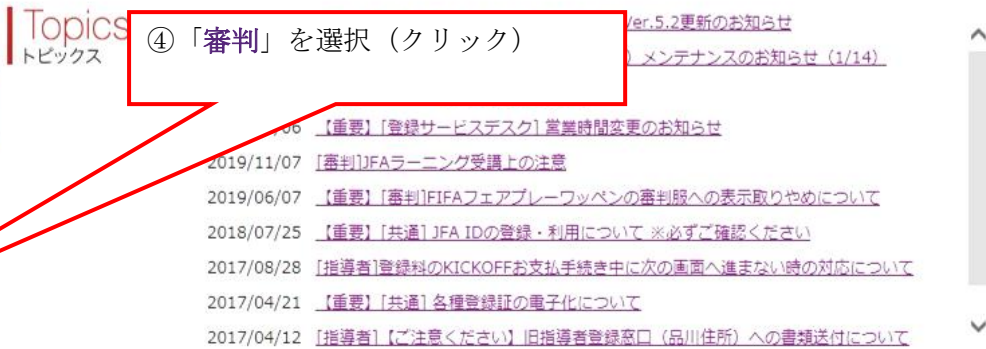 Topics
トピックス
④「審判」を選択（クリック）
er.5.2更新のお知らせ
）メンテナンスのお知らせ（1/14）
06 【重要】[登録サービスデスク] 営業時間変更のお知らせ
2019/11/07 [審判]JFAラーニング受講上の注意
2019/06/07 【重要】[審判]FIFAフェアプレーワッペンの審判服への表示取りやめについて
2018/07/25 【重要】[共通] JFA IDの登録・利用について ※必ずご確認ください
2017/08/28 [指導者]登録料のKICKOFFお支払手続き中に次の画面へ進まない時の対応について
2017/04/21 【重要】[共通] 各種登録証の電子化について
2017/04/12 [指導者]【ご注意ください】旧指導者登録窓口（品川住所）への書類送付について